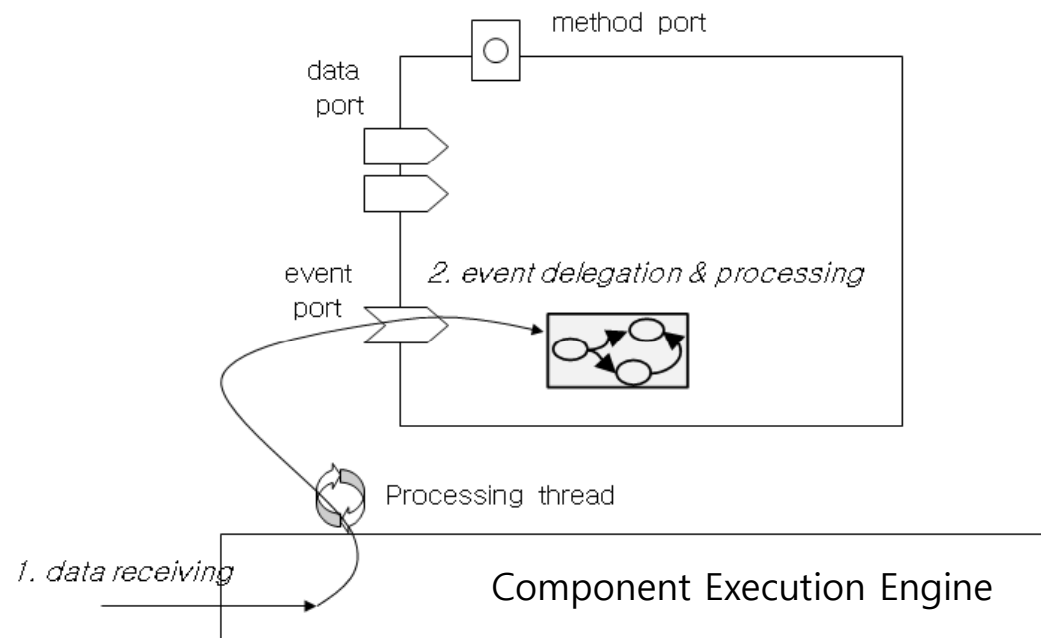 method port
data
port
event
port
2. event delegation & processing
Processing thread
1. data receiving
Component Execution Engine